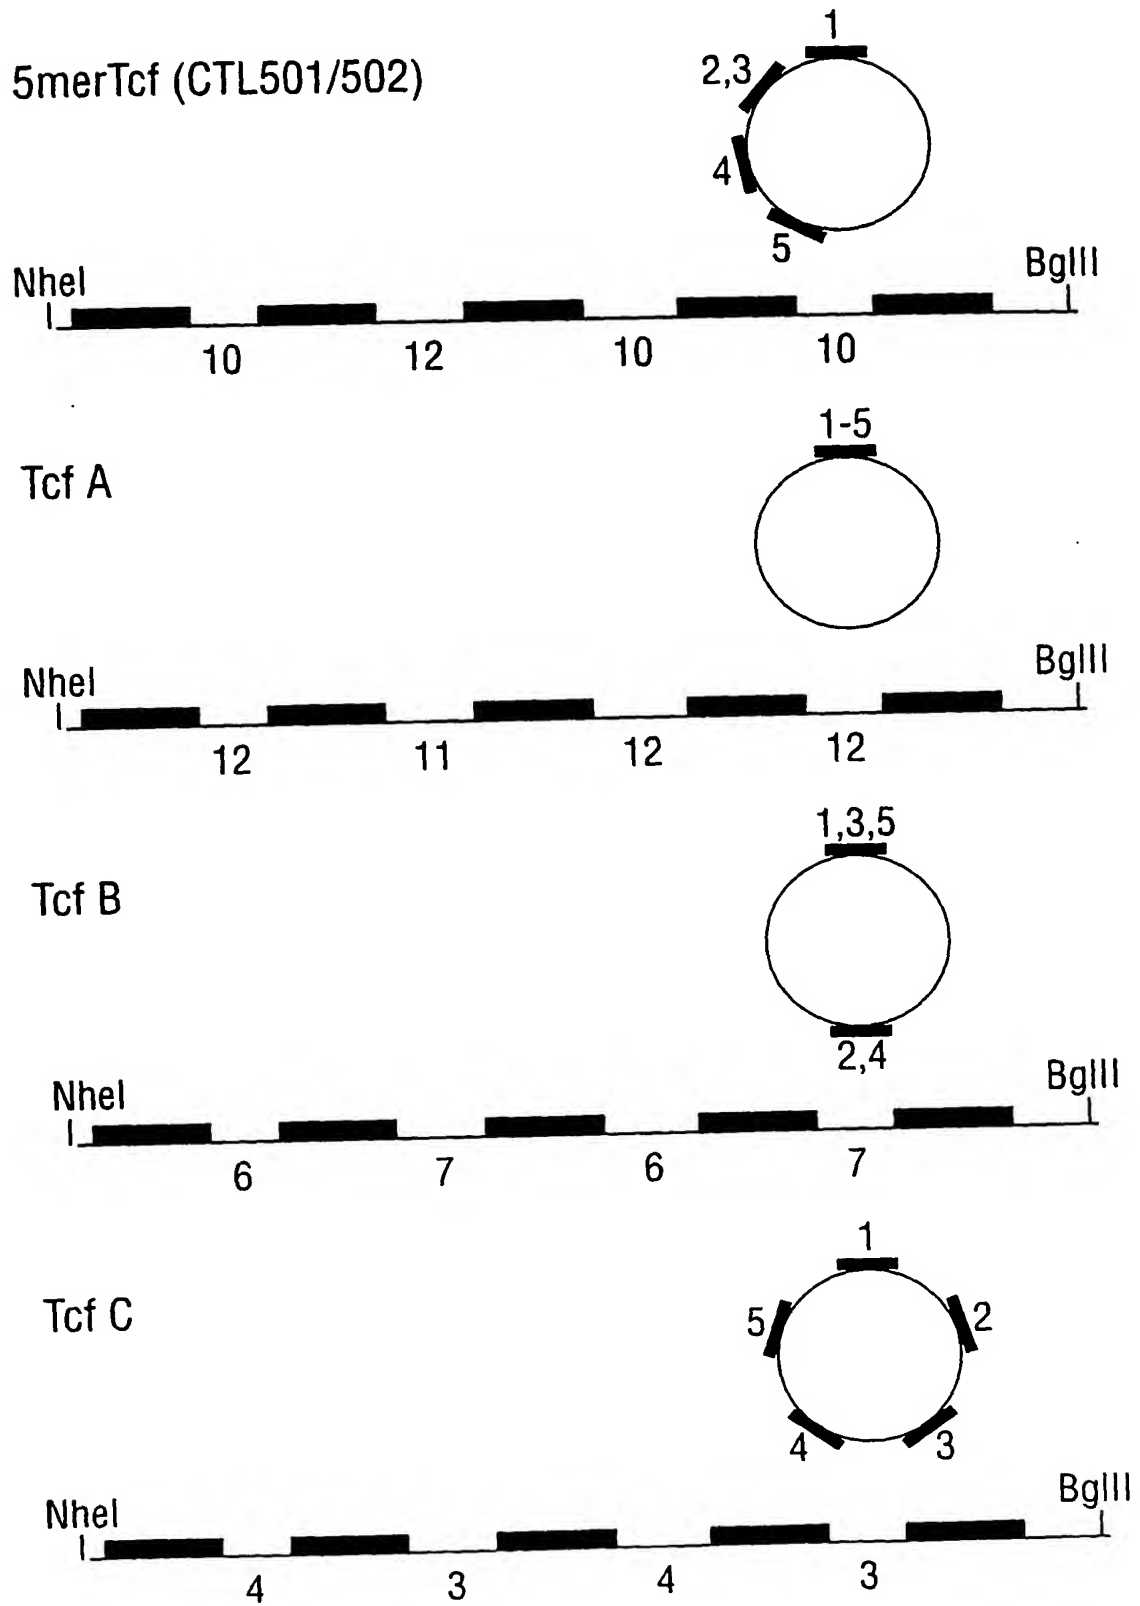 1
5merTcf (CTL501/502)
2,3
4
5
NheI
BglII
10 12 10 10
1-5
Tcf A
NheI
BglII
12 11 12 12
1,3,5
Tcf B
2,4
NheI
BglII
6 7 6 7
1
Tcf C
5 2
4 3
NheI
BglII
4 3 4 3